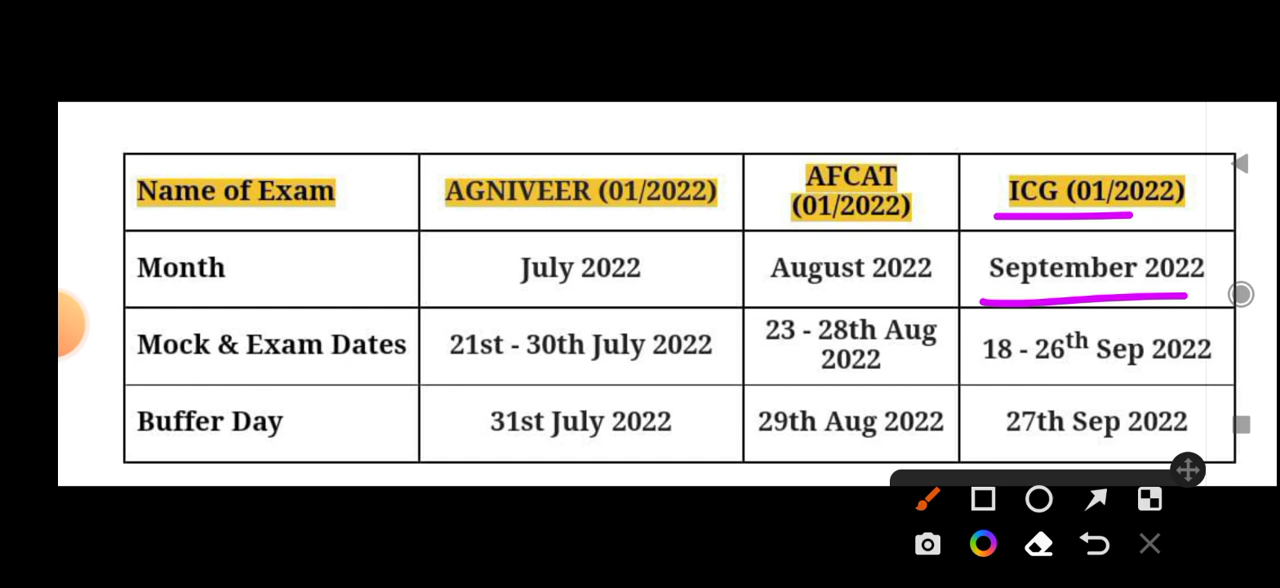 Name of Exam
AGNIVEER (01/2022)
AFCAT
(01/2022)
ICG (01/2022)
Month
July 2022
August 2022
September 2022
Mock & Exam Dates
21st - 30th July 2022
23 - 28th Aug
2022
18 - 26th Sep 2022
Buffer Day
31st July 2022
29th Aug 2022
27th Sep 2022